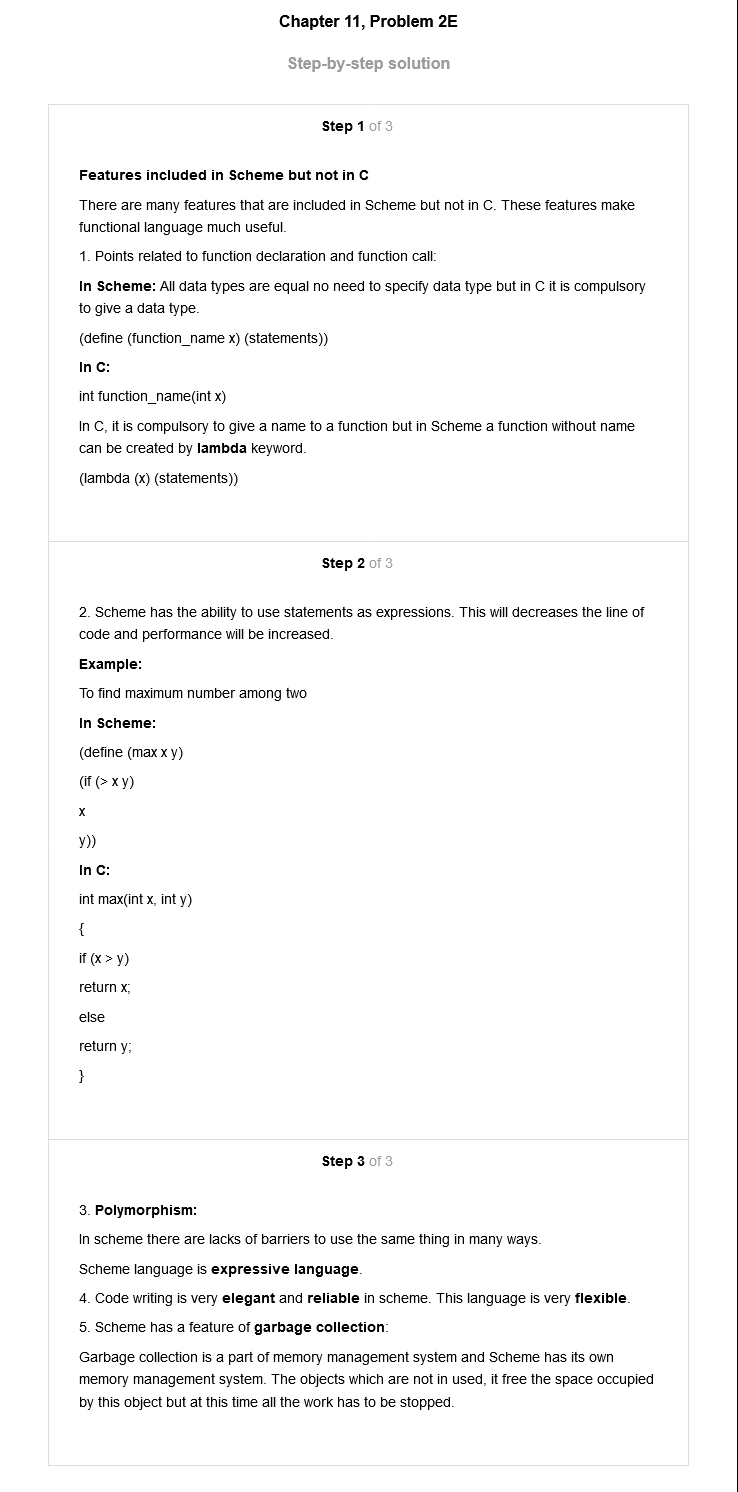 Chapter 11, Problem 2E
Step-by-step solution
Step 1 of 3
Features included in Scheme but not in C
There are many features that are included in Scheme but not in C. These features make
functional language much useful.
1. Points related to function declaration and function call:
In Scheme: All data types are equal no need to specify data type but in C it is compulsory
to give a data type.
(define (function_name x) (statements))
In C:
int function_name(int x)
In C, it is compulsory to give a name to a function but in Scheme a function without name
can be created by lambda keyword.
(lambda (x) (statements))
Step 2 of 3
2. Scheme has the ability to use statements as expressions. This will decreases the line of
code and performance will be increased.
Example:
To find maximum number among two
In Scheme:
(define (max x y)
(if (> x y)
x
y))
In C:
int max(int x, int y)
{
if (x > y)
return x;
else
return y;
}
Step 3 of 3
3. Polymorphism:
In scheme there are lacks of barriers to use the same thing in many ways.
Scheme language is expressive language.
4. Code writing is very elegant and reliable in scheme. This language is very flexible.
5. Scheme has a feature of garbage collection:
Garbage collection is a part of memory management system and Scheme has its own
memory management system. The objects which are not in used, it free the space occupied
by this object but at this time all the work has to be stopped.